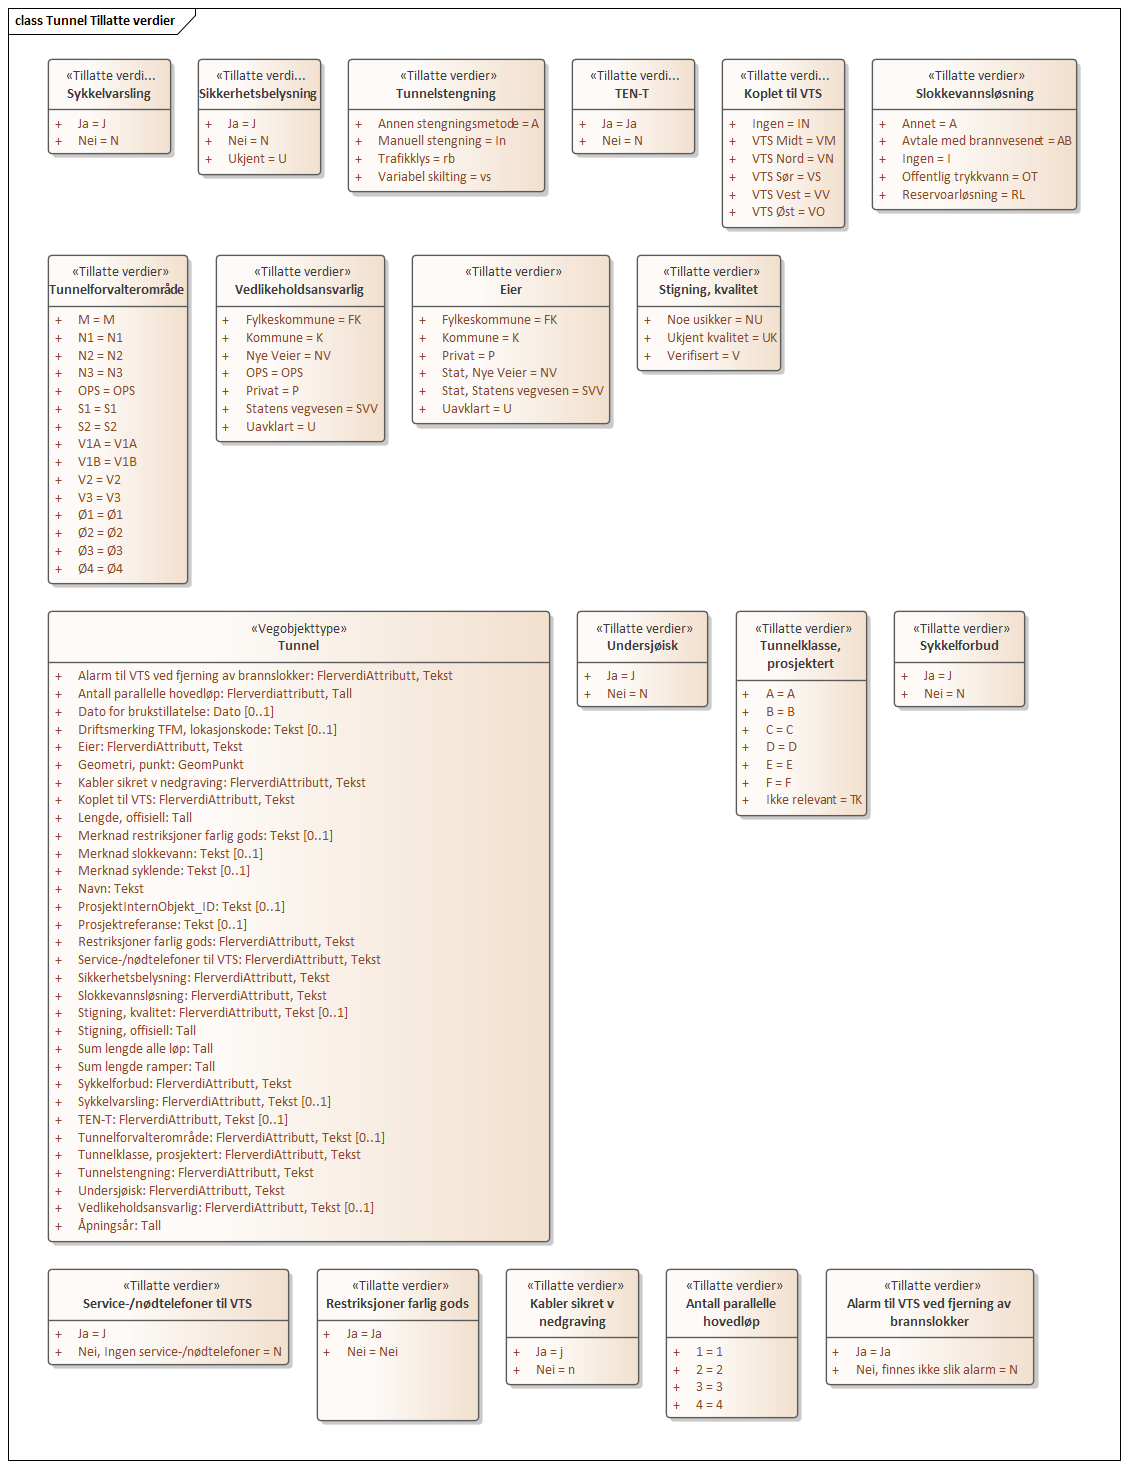 class Tunnel Tillatte verdier
«Tillatte verdi...
Sykkelvarsling
+ Ja = J
+ Nei = N
«Tillatte verdi...
Sikkerhetsbelysning
+ Ja = J
+ Nei = N
+ Ukjent = U
«Tillatte verdier»
Tunnelstengning
+ Annen stengningsmetode = A
+ Manuell stengning = ln
+ Trafikklys = rb
+ Variabel skilting = vs
«Tillatte verdi...
TEN-T
+ Ja = Ja
+ Nei = N
«Tillatte verdi...
Koplet til VTS
+ Ingen = IN
+ VTS Midt = VM
+ VTS Nord = VN
+ VTS Sør = VS
+ VTS Vest = VV
+ VTS Øst = VO
«Tillatte verdier»
Slokkevannsløsning
+ Annet = A
+ Avtale med brannvesenet = AB
+ Ingen = I
+ Offentlig trykkvann = OT
+ Reservoarløsning = RL
«Tillatte verdier»
Tunnelforvalterområde
+ M = M
+ N1 = N1
+ N2 = N2
+ N3 = N3
+ OPS = OPS
+ S1 = S1
+ S2 = S2
+ V1A = V1A
+ V1B = V1B
+ V2 = V2
+ V3 = V3
+ Ø1 = Ø1
+ Ø2 = Ø2
+ Ø3 = Ø3
+ Ø4 = Ø4
«Tillatte verdier»
Vedlikeholdsansvarlig
+ Fylkeskommune = FK
+ Kommune = K
+ Nye Veier = NV
+ OPS = OPS
+ Privat = P
+ Statens vegvesen = SVV
+ Uavklart = U
«Tillatte verdier»
Eier
+ Fylkeskommune = FK
+ Kommune = K
+ Privat = P
+ Stat, Nye Veier = NV
+ Stat, Statens vegvesen = SVV
+ Uavklart = U
«Tillatte verdier»
Stigning, kvalitet
+ Noe usikker = NU
+ Ukjent kvalitet = UK
+ Verifisert = V
«Vegobjekttype»
Tunnel
+ Alarm til VTS ved fjerning av brannslokker: FlerverdiAttributt, Tekst
+ Antall parallelle hovedløp: Flerverdiattributt, Tall
+ Dato for brukstillatelse: Dato [0..1]
+ Driftsmerking TFM, lokasjonskode: Tekst [0..1]
+ Eier: FlerverdiAttributt, Tekst
+ Geometri, punkt: GeomPunkt
+ Kabler sikret v nedgraving: FlerverdiAttributt, Tekst
+ Koplet til VTS: FlerverdiAttributt, Tekst
+ Lengde, offisiell: Tall
+ Merknad restriksjoner farlig gods: Tekst [0..1]
+ Merknad slokkevann: Tekst [0..1]
+ Merknad syklende: Tekst [0..1]
+ Navn: Tekst
+ ProsjektInternObjekt_ID: Tekst [0..1]
+ Prosjektreferanse: Tekst [0..1]
+ Restriksjoner farlig gods: FlerverdiAttributt, Tekst
+ Service-/nødtelefoner til VTS: FlerverdiAttributt, Tekst
+ Sikkerhetsbelysning: FlerverdiAttributt, Tekst
+ Slokkevannsløsning: FlerverdiAttributt, Tekst
+ Stigning, kvalitet: FlerverdiAttributt, Tekst [0..1]
+ Stigning, offisiell: Tall
+ Sum lengde alle løp: Tall
+ Sum lengde ramper: Tall
+ Sykkelforbud: FlerverdiAttributt, Tekst
+ Sykkelvarsling: FlerverdiAttributt, Tekst [0..1]
+ TEN-T: FlerverdiAttributt, Tekst [0..1]
+ Tunnelforvalterområde: FlerverdiAttributt, Tekst [0..1]
+ Tunnelklasse, prosjektert: FlerverdiAttributt, Tekst
+ Tunnelstengning: FlerverdiAttributt, Tekst
+ Undersjøisk: FlerverdiAttributt, Tekst
+ Vedlikeholdsansvarlig: FlerverdiAttributt, Tekst [0..1]
+ Åpningsår: Tall
«Tillatte verdier»
Undersjøisk
+ Ja = J
+ Nei = N
«Tillatte verdier»
Tunnelklasse,
prosjektert
+ A = A
+ B = B
+ C = C
+ D = D
+ E = E
+ F = F
+ Ikke relevant = TK
«Tillatte verdier»
Sykkelforbud
+ Ja = J
+ Nei = N
«Tillatte verdier»
Service-/nødtelefoner til VTS
+ Ja = J
+ Nei, Ingen service-/nødtelefoner = N
«Tillatte verdier»
Restriksjoner farlig gods
+ Ja = Ja
+ Nei = Nei
«Tillatte verdier»
Kabler sikret v
nedgraving
+ Ja = j
+ Nei = n
«Tillatte verdier»
Antall parallelle
hovedløp
+ 1 = 1
+ 2 = 2
+ 3 = 3
+ 4 = 4
«Tillatte verdier»
Alarm til VTS ved fjerning av
brannslokker
+ Ja = Ja
+ Nei, finnes ikke slik alarm = N